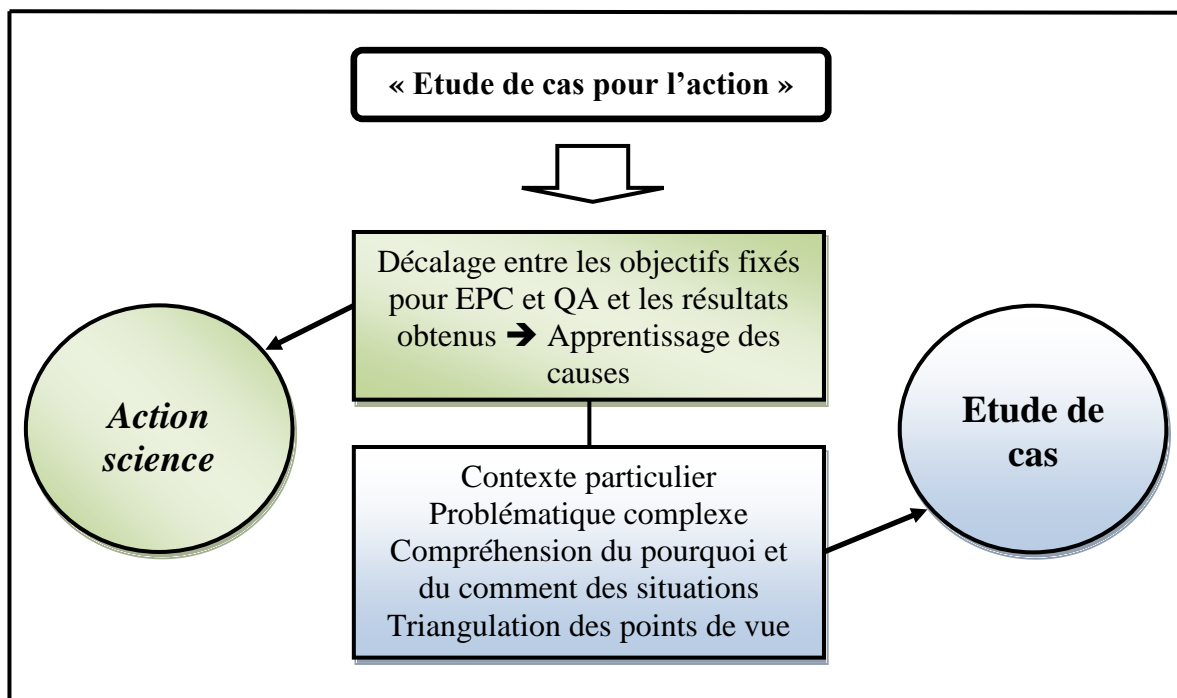 « Etude de cas pour l’action »
Décalage entre les objectifs fixés
pour EPC et QA et les résultats
obtenus ➔ Apprentissage des
causes
Action
science
Etude de
cas
Contexte particulier
Problématique complexe
Compréhension du pourquoi et
du comment des situations
Triangulation des points de vue